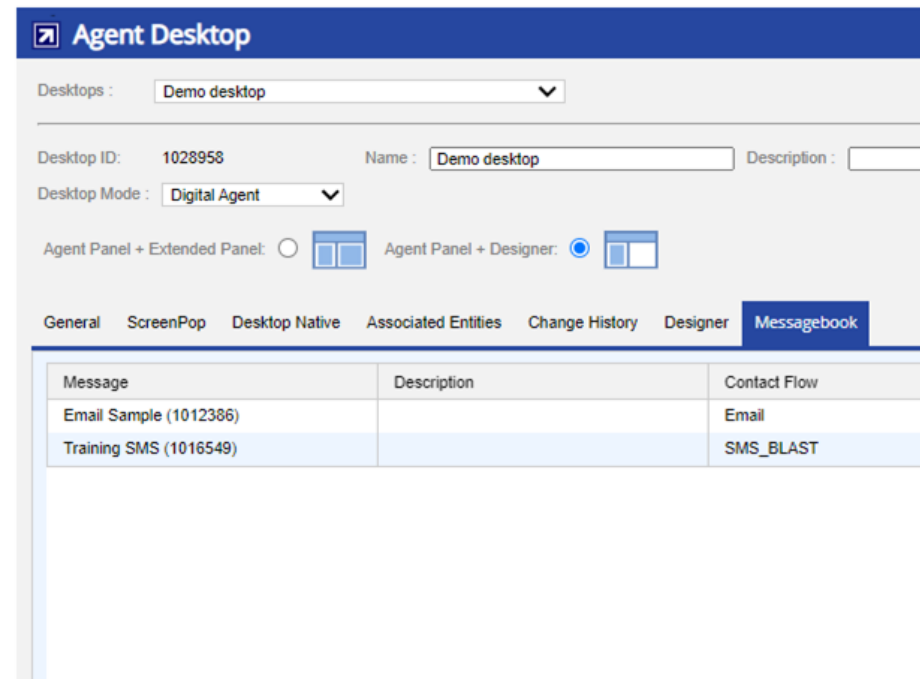 Agent Desktop
Desktops : Demo desktop
Desktop ID: 1028958 Name : Demo desktop Description :
Desktop Mode : Digital Agent
Agent Panel + Extended Panel: Agent Panel + Designer:
General ScreenPop Desktop Native Associated Entities Change History Designer Messagebook
Message Description Contact Flow
Email Sample (1012386) Email
Training SMS (1016549) SMS_BLAST